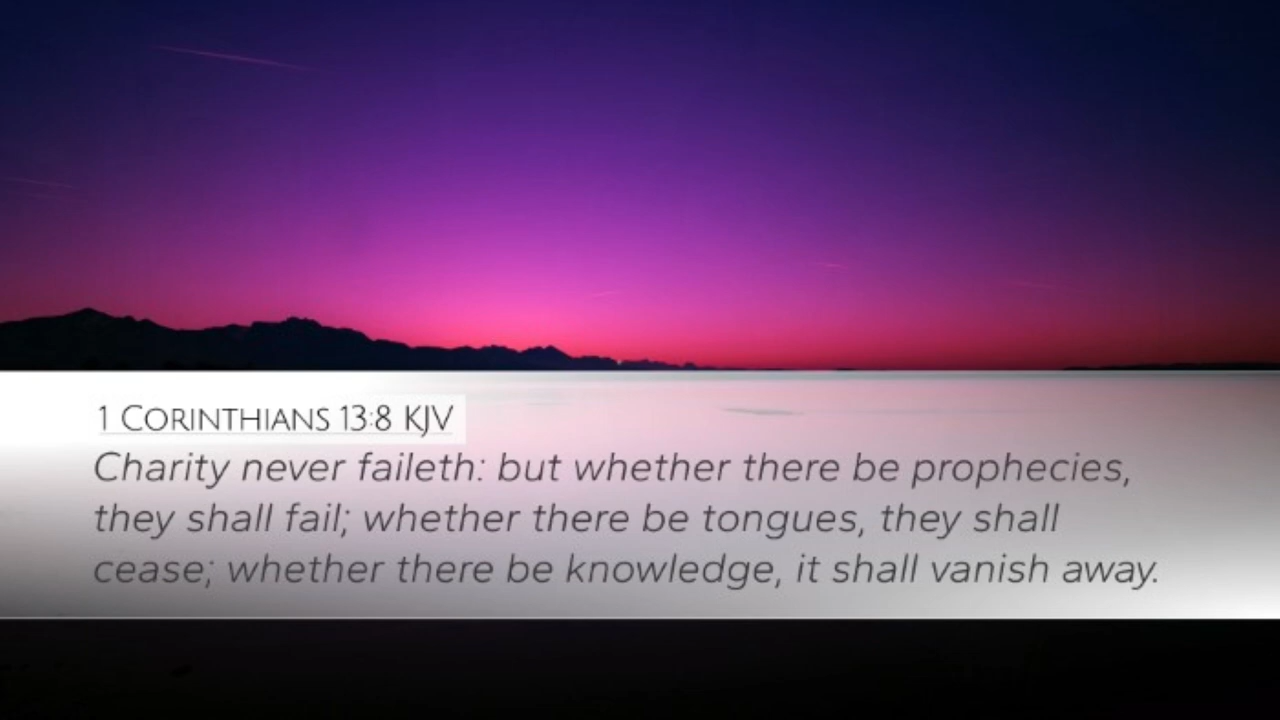 1 Corinthians 13:8 KJV
Charity never faileth: but whether there be prophecies,
they shall fail; whether there be tongues, they shall
cease; whether there be knowledge, it shall vanish away.